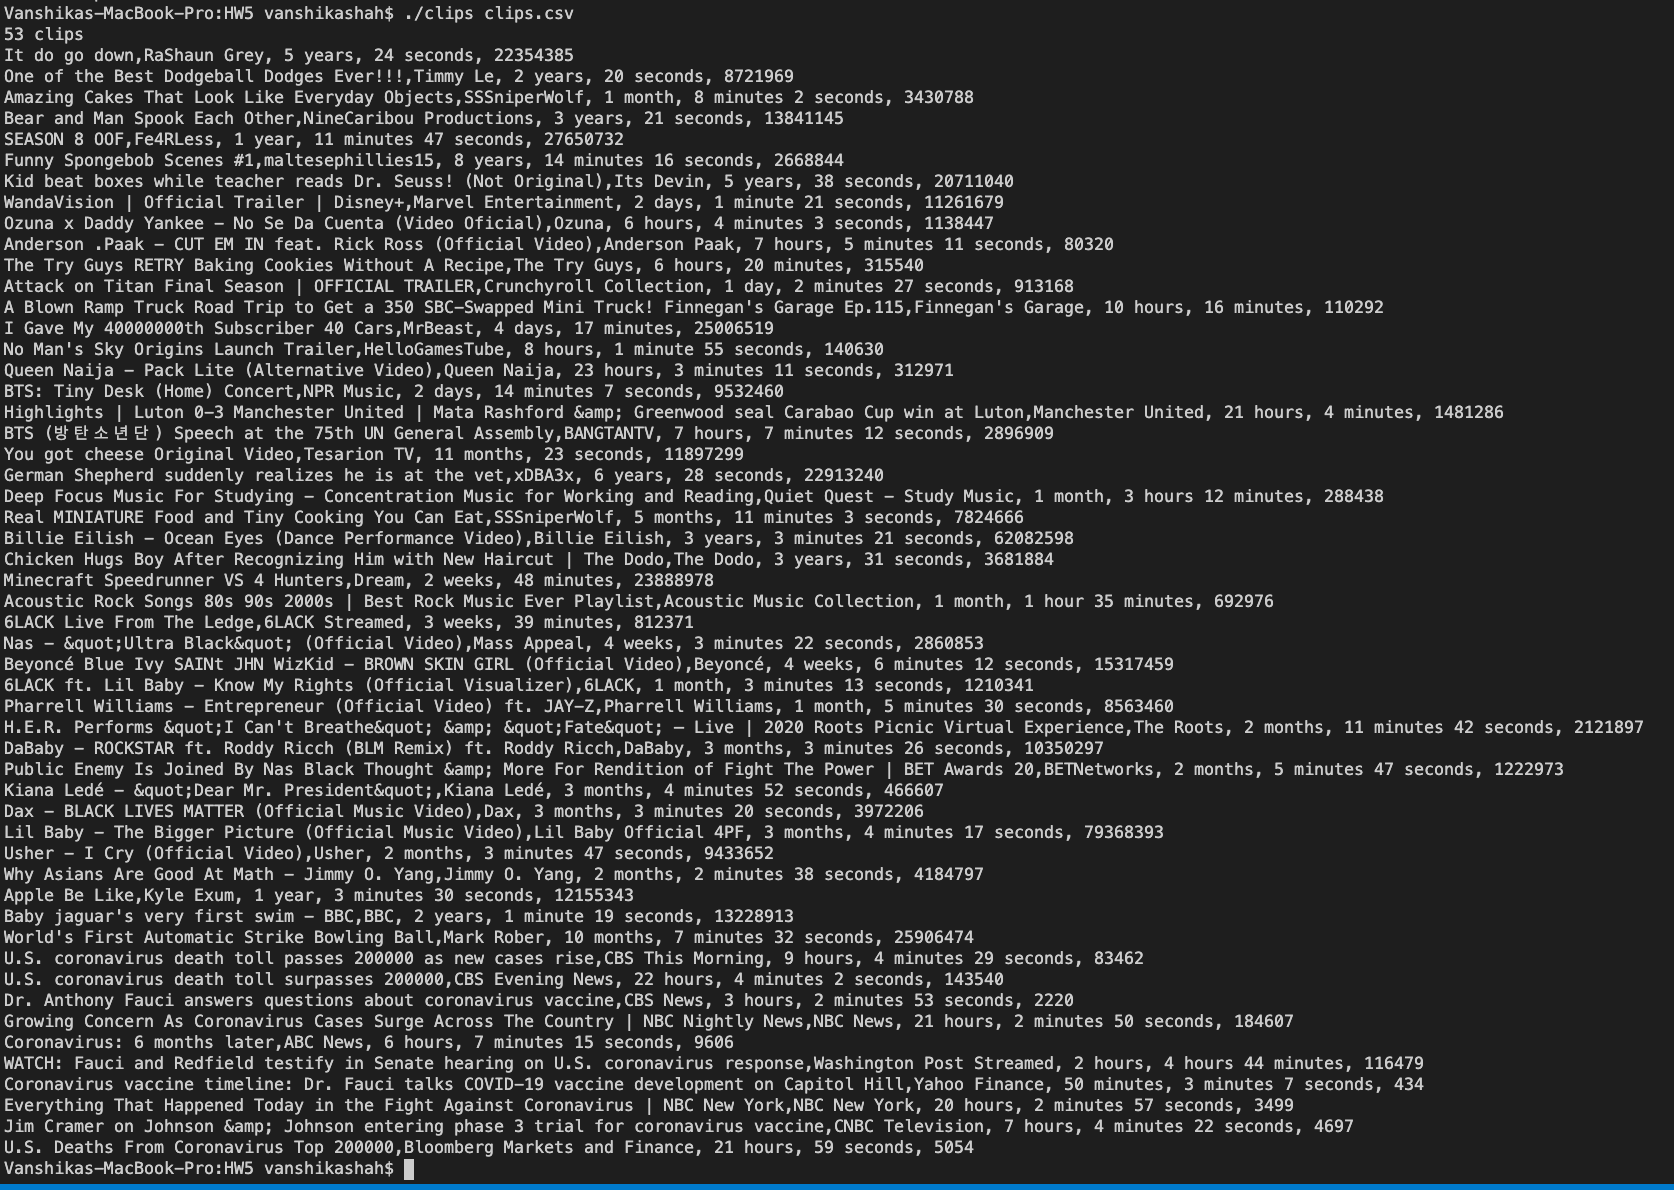 Vanshikas-MacBook-Pro:HW5 vanshikashah$ ./clips clips.csv
53 clips
It do go down,RaShaun Grey, 5 years, 24 seconds, 22354385
One of the Best Dodgeball Dodges Ever!!!,Timmy Le, 2 years, 20 seconds, 8721969
Amazing Cakes That Look Like Everyday Objects,SSSniperWolf, 1 month, 8 minutes 2 seconds, 3430788
Bear and Man Spook Each Other,NineCaribou Productions, 3 years, 21 seconds, 13841145
SEASON 8 OOF,Fe4RLess, 1 year, 11 minutes 47 seconds, 27650732
Funny Spongebob Scenes #1,maltesephillies15, 8 years, 14 minutes 16 seconds, 2668844
Kid beat boxes while teacher reads Dr. Seuss! (Not Original),Its Devin, 5 years, 38 seconds, 20711040
WandaVision | Official Trailer | Disney+,Marvel Entertainment, 2 days, 1 minute 21 seconds, 11261679
Ozuna x Daddy Yankee – No Se Da Cuenta (Video Oficial),Ozuna, 6 hours, 4 minutes 3 seconds, 1138447
Anderson .Paak – CUT EM IN feat. Rick Ross (Official Video),Anderson Paak, 7 hours, 5 minutes 11 seconds, 80320
The Try Guys RETRY Baking Cookies Without A Recipe,The Try Guys, 6 hours, 20 minutes, 315540
Attack on Titan Final Season | OFFICIAL TRAILER,Crunchyroll Collection, 1 day, 2 minutes 27 seconds, 913168
A Blown Ramp Truck Road Trip to Get a 350 SBC-Swapped Mini Truck! Finnegan's Garage Ep.115,Finnegan's Garage, 10 hours, 16 minutes, 110292
I Gave My 40000000th Subscriber 40 Cars,MrBeast, 4 days, 17 minutes, 25006519
No Man's Sky Origins Launch Trailer,HelloGamesTube, 8 hours, 1 minute 55 seconds, 140630
Queen Naija – Pack Lite (Alternative Video),Queen Naija, 23 hours, 3 minutes 11 seconds, 312971
BTS: Tiny Desk (Home) Concert,NPR Music, 2 days, 14 minutes 7 seconds, 9532460
Highlights | Luton 0-3 Manchester United | Mata Rashford &amp; Greenwood seal Carabao Cup win at Luton,Manchester United, 21 hours, 4 minutes, 1481286
BTS (방탄소년단) Speech at the 75th UN General Assembly,BANGTANTV, 7 hours, 7 minutes 12 seconds, 2896909
You got cheese Original Video,Tesarion TV, 11 months, 23 seconds, 11897299
German Shepherd suddenly realizes he is at the vet,xDBA3x, 6 years, 28 seconds, 22913240
Deep Focus Music For Studying – Concentration Music for Working and Reading,Quiet Quest – Study Music, 1 month, 3 hours 12 minutes, 288438
Real MINIATURE Food and Tiny Cooking You Can Eat,SSSniperWolf, 5 months, 11 minutes 3 seconds, 7824666
Billie Eilish – Ocean Eyes (Dance Performance Video),Billie Eilish, 3 years, 3 minutes 21 seconds, 62082598
Chicken Hugs Boy After Recognizing Him with New Haircut | The Dodo,The Dodo, 3 years, 31 seconds, 3681884
Minecraft Speedrunner VS 4 Hunters,Dream, 2 weeks, 48 minutes, 23888978
Acoustic Rock Songs 80s 90s 2000s | Best Rock Music Ever Playlist,Acoustic Music Collection, 1 month, 1 hour 35 minutes, 692976
6LACK Live From The Ledge,6LACK Streamed, 3 weeks, 39 minutes, 812371
Nas – &quot;Ultra Black&quot; (Official Video),Mass Appeal, 4 weeks, 3 minutes 22 seconds, 2860853
Beyoncé Blue Ivy SAINt JHN WizKid – BROWN SKIN GIRL (Official Video),Beyoncé, 4 weeks, 6 minutes 12 seconds, 15317459
6LACK ft. Lil Baby – Know My Rights (Official Visualizer),6LACK, 1 month, 3 minutes 13 seconds, 1210341
Pharrell Williams – Entrepreneur (Official Video) ft. JAY-Z,Pharrell Williams, 1 month, 5 minutes 30 seconds, 8563460
H.E.R. Performs &quot;I Can't Breathe&quot; &amp; &quot;Fate&quot; – Live | 2020 Roots Picnic Virtual Experience,The Roots, 2 months, 11 minutes 42 seconds, 2121897
DaBaby – ROCKSTAR ft. Roddy Ricch (BLM Remix) ft. Roddy Ricch,DaBaby, 3 months, 3 minutes 26 seconds, 10350297
Public Enemy Is Joined By Nas Black Thought &amp; More For Rendition of Fight The Power | BET Awards 20,BETNetworks, 2 months, 5 minutes 47 seconds, 1222973
Kiana Ledé – &quot;Dear Mr. President&quot;,Kiana Ledé, 3 months, 4 minutes 52 seconds, 466607
Dax – BLACK LIVES MATTER (Official Music Video),Dax, 3 months, 3 minutes 20 seconds, 3972206
Lil Baby – The Bigger Picture (Official Music Video),Lil Baby Official 4PF, 3 months, 4 minutes 17 seconds, 79368393
Usher – I Cry (Official Video),Usher, 2 months, 3 minutes 47 seconds, 9433652
Why Asians Are Good At Math – Jimmy O. Yang,Jimmy O. Yang, 2 months, 2 minutes 38 seconds, 4184797
Apple Be Like,Kyle Exum, 1 year, 3 minutes 30 seconds, 12155343
Baby jaguar's very first swim – BBC,BBC, 2 years, 1 minute 19 seconds, 13228913
World's First Automatic Strike Bowling Ball,Mark Rober, 10 months, 7 minutes 32 seconds, 25906474
U.S. coronavirus death toll passes 200000 as new cases rise,CBS This Morning, 9 hours, 4 minutes 29 seconds, 83462
U.S. coronavirus death toll surpasses 200000,CBS Evening News, 22 hours, 4 minutes 2 seconds, 143540
Dr. Anthony Fauci answers questions about coronavirus vaccine,CBS News, 3 hours, 2 minutes 53 seconds, 2220
Growing Concern As Coronavirus Cases Surge Across The Country | NBC Nightly News,NBC News, 21 hours, 2 minutes 50 seconds, 184607
Coronavirus: 6 months later,ABC News, 6 hours, 7 minutes 15 seconds, 9606
WATCH: Fauci and Redfield testify in Senate hearing on U.S. coronavirus response,Washington Post Streamed, 2 hours, 4 hours 44 minutes, 116479
Coronavirus vaccine timeline: Dr. Fauci talks COVID-19 vaccine development on Capitol Hill,Yahoo Finance, 50 minutes, 3 minutes 7 seconds, 434
Everything That Happened Today in the Fight Against Coronavirus | NBC New York,NBC New York, 20 hours, 2 minutes 57 seconds, 3499
Jim Cramer on Johnson &amp; Johnson entering phase 3 trial for coronavirus vaccine,CNBC Television, 7 hours, 4 minutes 22 seconds, 4697
U.S. Deaths From Coronavirus Top 200000,Bloomberg Markets and Finance, 21 hours, 59 seconds, 5054
Vanshikas-MacBook-Pro:HW5 vanshikashah$